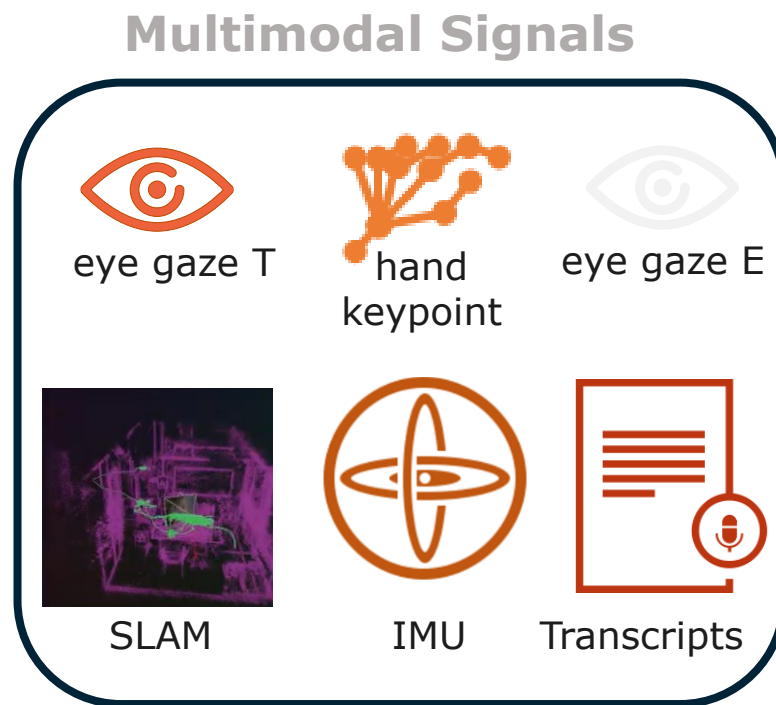 Multimodal Signals
eye gaze T
hand
keypoint
eye gaze E
SLAM
IMU
Transcripts